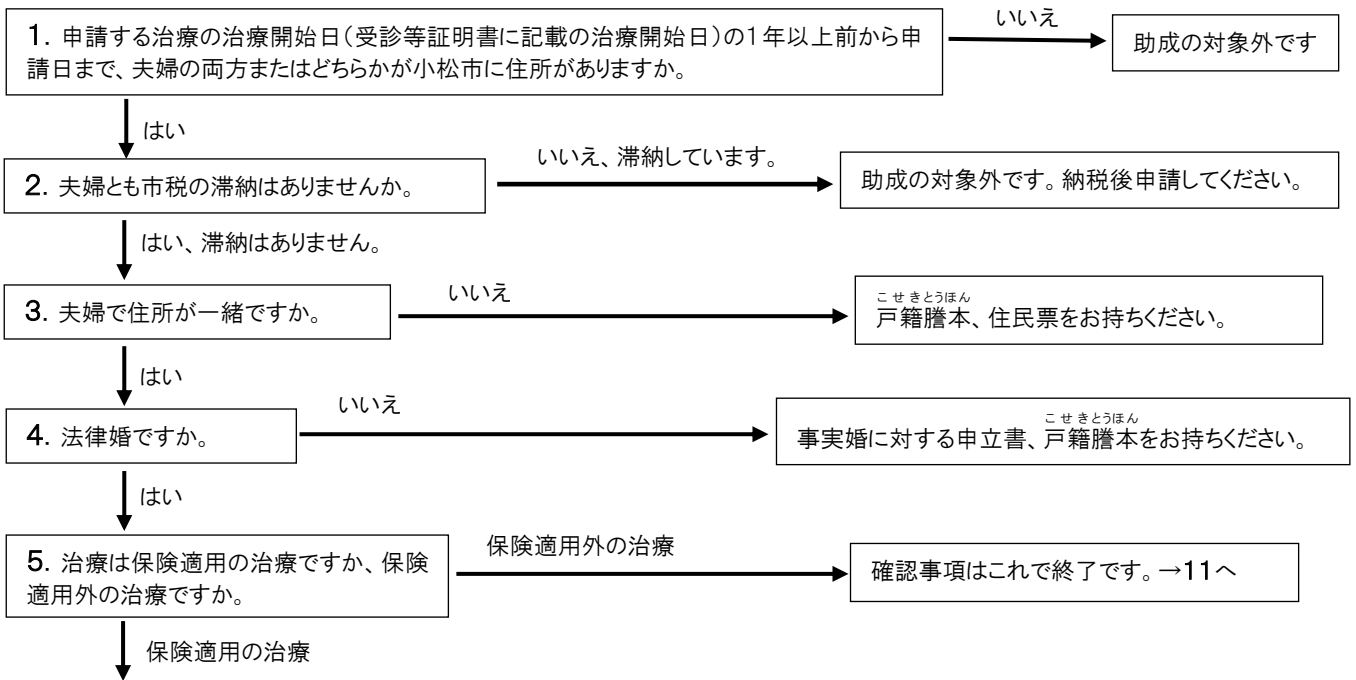 1. 申請する治療の治療開始日(受診等証明書に記載の治療開始日)の1年以上前から申
請日まで、夫婦の両方またはどちらかが小松市に住所がありますか。
いいえ
助成の対象外です
はい
2. 夫婦とも市税の滞納はありませんか。
いいえ、滞納しています。
助成の対象外です。納税後申請してください。
はい、滞納はありません。
3. 夫婦で住所が一緒ですか。
いいえ
こせきとうほん
戸籍謄本、住民票をお持ちください。
はい
4. 法律婚ですか。
いいえ
こせきとうほん
事実婚に対する申立書、戸籍謄本をお持ちください。
はい
5. 治療は保険適用の治療ですか、保険
適用外の治療ですか。
保険適用外の治療
確認事項はこれで終了です。→11へ
保険適用の治療